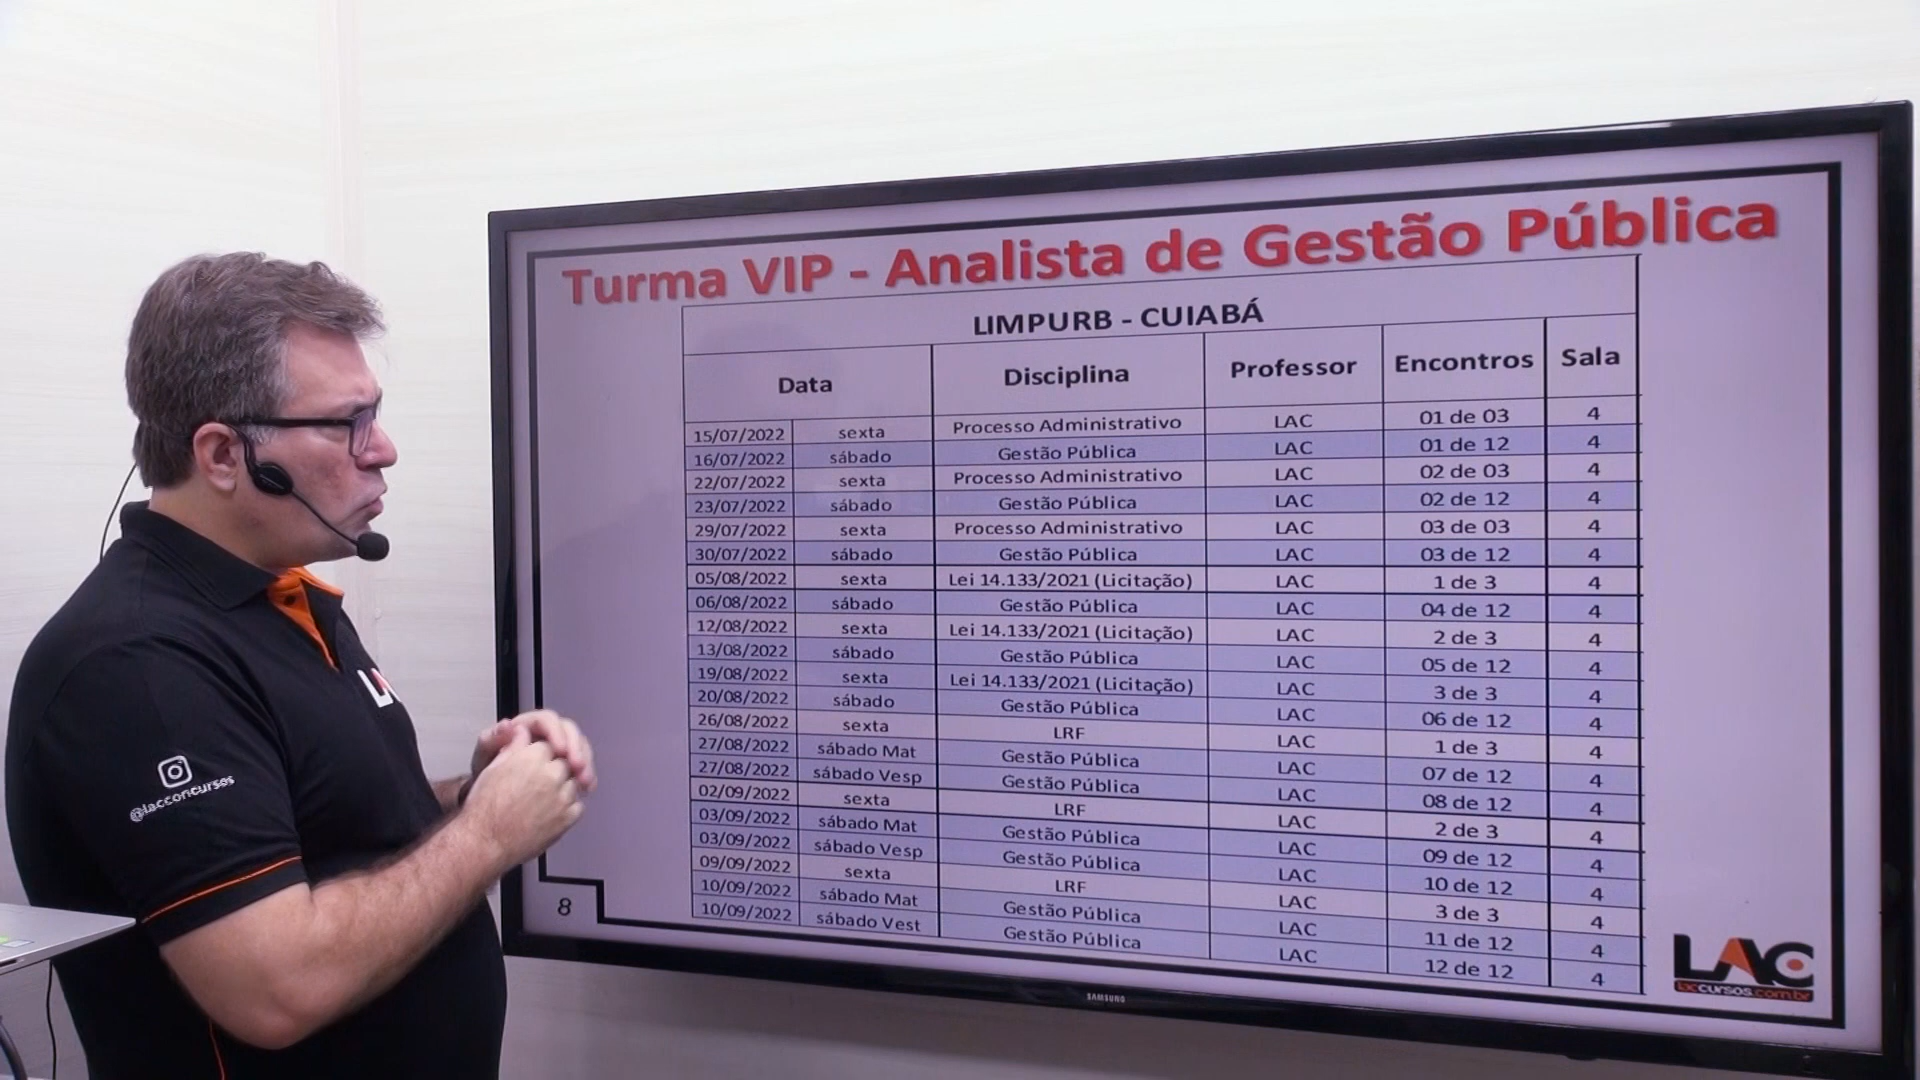 Turma VIP - Analista de Gestão Pública
LIMPURB - CUIABÁ
Data Disciplina Professor Encontros Sala
15/07/2022 sexta Processo Administrativo LAC 01 de 03 4
16/07/2022 sábado Gestão Pública LAC 01 de 12 4
22/07/2022 sexta Processo Administrativo LAC 02 de 03 4
23/07/2022 sábado Gestão Pública LAC 02 de 12 4
29/07/2022 sexta Processo Administrativo LAC 03 de 03 4
30/07/2022 sábado Gestão Pública LAC 03 de 12 4
05/08/2022 sexta Lei 14.133/2021 (Licitação) LAC 1 de 3 4
06/08/2022 sábado Gestão Pública LAC 04 de 12 4
12/08/2022 sexta Lei 14.133/2021 (Licitação) LAC 2 de 3 4
13/08/2022 sábado Gestão Pública LAC 05 de 12 4
19/08/2022 sexta Lei 14.133/2021 (Licitação) LAC 3 de 3 4
20/08/2022 sábado Gestão Pública LAC 06 de 12 4
26/08/2022 sexta LRF LAC 1 de 3 4
27/08/2022 sábado Mat Gestão Pública LAC 07 de 12 4
27/08/2022 sábado Vesp Gestão Pública LAC 08 de 12 4
02/09/2022 sexta LRF LAC 2 de 3 4
03/09/2022 sábado Mat Gestão Pública LAC 09 de 12 4
03/09/2022 sábado Vesp Gestão Pública LAC 10 de 12 4
09/09/2022 sexta LRF LAC 3 de 3 4
10/09/2022 sábado Mat Gestão Pública LAC 11 de 12 4
10/09/2022 sábado Vest Gestão Pública LAC 12 de 12 4
8
LAC
laccursos.com.br
SAMSUNG
LAC
@lacconcursos